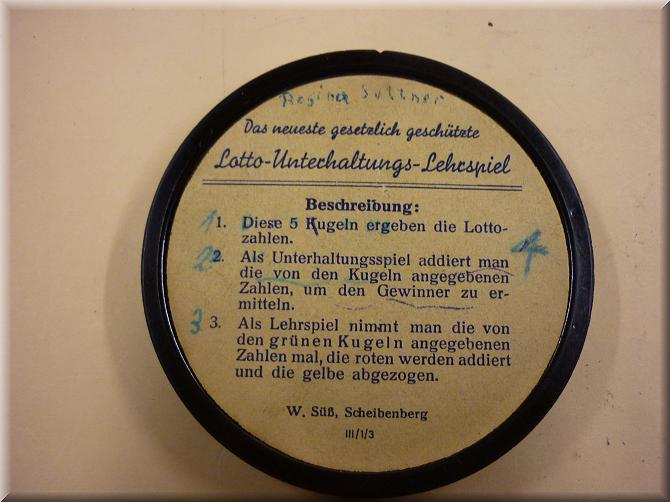 Regina Suttner
Das neueste gesetzlich geschützte
Lotto-Unterhaltungs-Lehrspiel
Beschreibung:
1 1. Diese 5 Kugeln ergeben die Lotto-
zahlen.
2 2. Als Unterhaltungsspiel addiert man 4
die von den Kugeln angegebenen
Zahlen, um den Gewinner zu er-
mitteln.
3 3. Als Lehrspiel nimmt man die von
den grünen Kugeln angegebenen
Zahlen mal, die roten werden addiert
und die gelbe abgezogen.
W. Süß, Scheibenberg
III/1/3